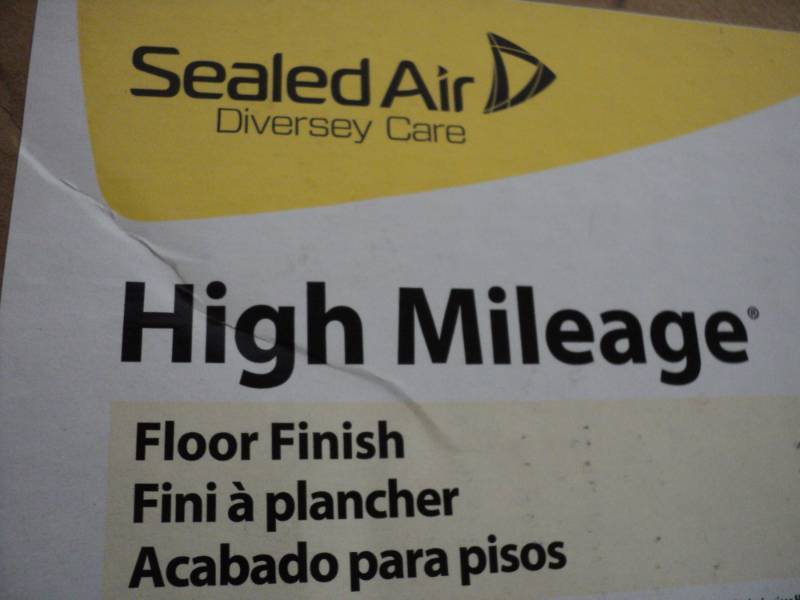 Sealed Air
Diversey Care
High Mileage®
Floor Finish
Fini à plancher
Acabado para pisos